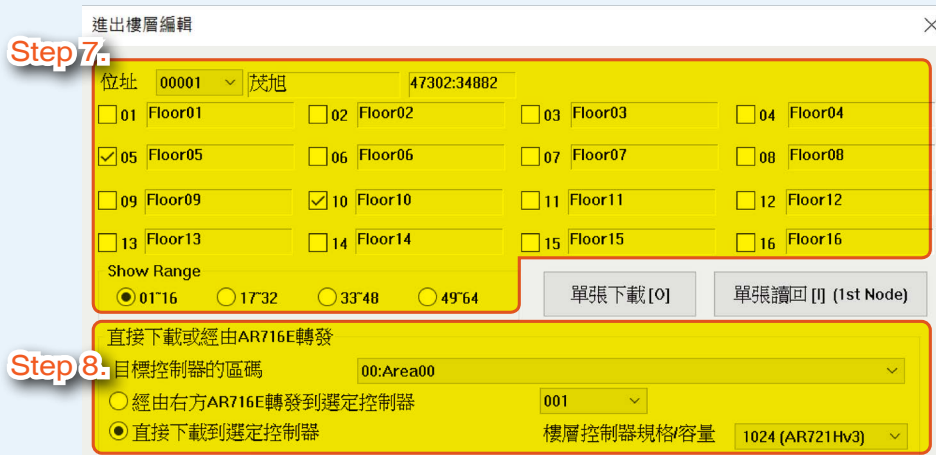 進出樓層編輯
Step 7.
位址 00001 茂旭 47302:34882
01 Floor01 02 Floor02 03 Floor03 04 Floor04
05 Floor05 06 Floor06 07 Floor07 08 Floor08
09 Floor09 10 Floor10 11 Floor11 12 Floor12
13 Floor13 14 Floor14 15 Floor15 16 Floor16
Show Range
01~16 17~32 33~48 49~64
單張下載[O] 單張讀回[I] (1st Node)
直接下載或經由AR716E轉發
Step 8.
目標控制器的區碼 00:Area00
經由右方AR716E轉發到選定控制器 001
直接下載到選定控制器 樓層控制器規格/容量 1024 (AR721Hv3)